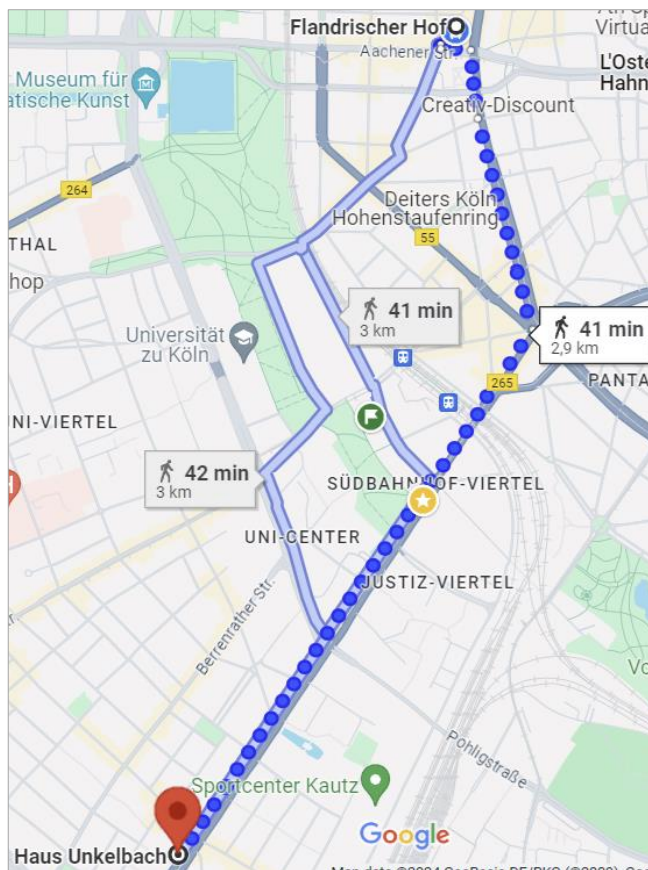 Flandrischer Hof
Virtua
Aachener Str.
L'Oste
Hahn
Museum für
atische Kunst
Creativ-Discount
264
Deiters Köln
Hohenstaufenring
THAL
55
hop
41 min
3 km
41 min
2,9 km
Universität
zu Köln
265
PANTA
NI-VIERTEL
42 min
3 km
SÜDBAHNHOF-VIERTEL
UNI-CENTER
JUSTIZ-VIERTEL
Berrenrather Str.
Vo
Pohligstraße
Sportcenter Kautz
Google
Haus Unkelbach